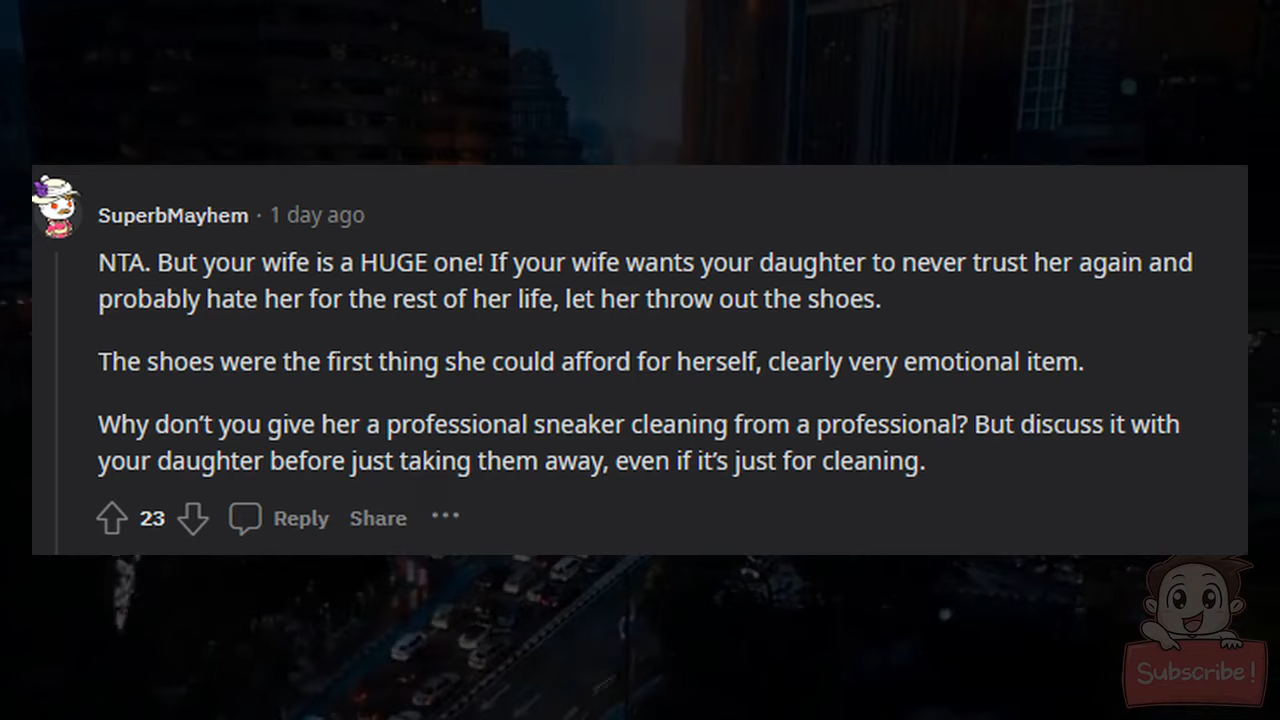 SuperbMayhem · 1 day ago
NTA. But your wife is a HUGE one! If your wife wants your daughter to never trust her again and
probably hate her for the rest of her life, let her throw out the shoes.
The shoes were the first thing she could afford for herself, clearly very emotional item.
Why don’t you give her a professional sneaker cleaning from a professional? But discuss it with
your daughter before just taking them away, even if it’s just for cleaning.
23 Reply Share ···
Subscribe!